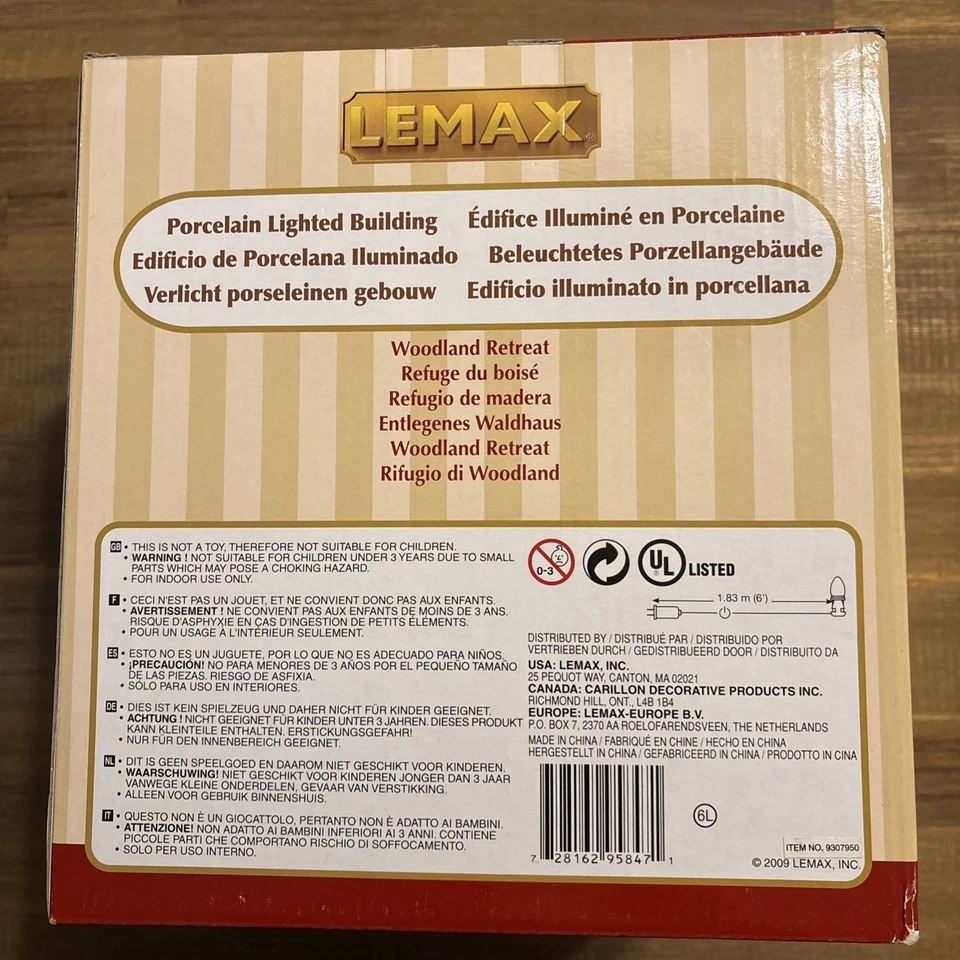 LEMAX
Porcelain Lighted Building Édifice Illuminé en Porcelaine
Edificio de Porcelana Iluminado Beleuchtetes Porzellangebäude
Verlicht porseleinen gebouw Edificio illuminato in porcellana
Woodland Retreat
Refuge du boisé
Refugio de madera
Entlegenes Waldhaus
Woodland Retreat
Rifugio di Woodland
GB • THIS IS NOT A TOY, THEREFORE NOT SUITABLE FOR CHILDREN.
• WARNING ! NOT SUITABLE FOR CHILDREN UNDER 3 YEARS DUE TO SMALL
PARTS WHICH MAY POSE A CHOKING HAZARD.
• FOR INDOOR USE ONLY.
F • CECI N'EST PAS UN JOUET, ET NE CONVIENT DONC PAS AUX ENFANTS.
• AVERTISSEMENT ! NE CONVIENT PAS AUX ENFANTS DE MOINS DE 3 ANS.
RISQUE D'ASPHYXIE EN CAS D'INGESTION DE PETITS ÉLÉMENTS.
• POUR UN USAGE À L'INTÉRIEUR SEULEMENT.
ES • ESTO NO ES UN JUGUETE, POR LO QUE NO ES ADECUADO PARA NIÑOS.
• ¡PRECAUCIÓN! NO PARA MENORES DE 3 AÑOS POR EL PEQUEÑO TAMAÑO
DE LAS PIEZAS. RIESGO DE ASFIXIA.
• SÓLO PARA USO EN INTERIORES.
DE • DIES IST KEIN SPIELZEUG UND DAHER NICHT FÜR KINDER GEEIGNET.
• ACHTUNG ! NICHT GEEIGNET FÜR KINDER UNTER 3 JAHREN. DIESES PRODUKT
KANN KLEINTEILE ENTHALTEN. ERSTICKUNGSGEFAHR!
• NUR FÜR DEN INNENBEREICH GEEIGNET.
NL • DIT IS GEEN SPEELGOED EN DAAROM NIET GESCHIKT VOOR KINDEREN.
• WAARSCHUWING! NIET GESCHIKT VOOR KINDEREN JONGER DAN 3 JAAR
VANWEGE KLEINE ONDERDELEN, GEVAAR VAN VERSTIKKING.
• ALLEEN VOOR GEBRUIK BINNENSHUIS.
IT • QUESTO NON È UN GIOCATTOLO, PERTANTO NON È ADATTO AI BAMBINI.
• ATTENZIONE! NON ADATTO AI BAMBINI INFERIORI AI 3 ANNI. CONTIENE
PICCOLE PARTI CHE COMPORTANO RISCHIO DI SOFFOCAMENTO.
• SOLO PER USO INTERNO.
0-3
UL LISTED
1.83 m (6')
DISTRIBUTED BY / DISTRIBUÉ PAR / DISTRIBUIDO POR
VERTRIEBEN DURCH / GEDISTRIBUEERD DOOR / DISTRIBUITO DA
USA: LEMAX, INC.
25 PEQUOT WAY, CANTON, MA 02021
CANADA: CARILLON DECORATIVE PRODUCTS INC.
RICHMOND HILL, ONT., L4B 1B4
EUROPE: LEMAX-EUROPE B.V.
P.O. BOX 7, 2370 AA ROELOFARENDSVEEN, THE NETHERLANDS
MADE IN CHINA / FABRIQUÉ EN CHINE / HECHO EN CHINA
HERGESTELLT IN CHINA / GEFABRICEERD IN CHINA / PRODOTTO IN CINA
7 28162 95847 1
6L
ITEM NO. 9307950
© 2009 LEMAX, INC.